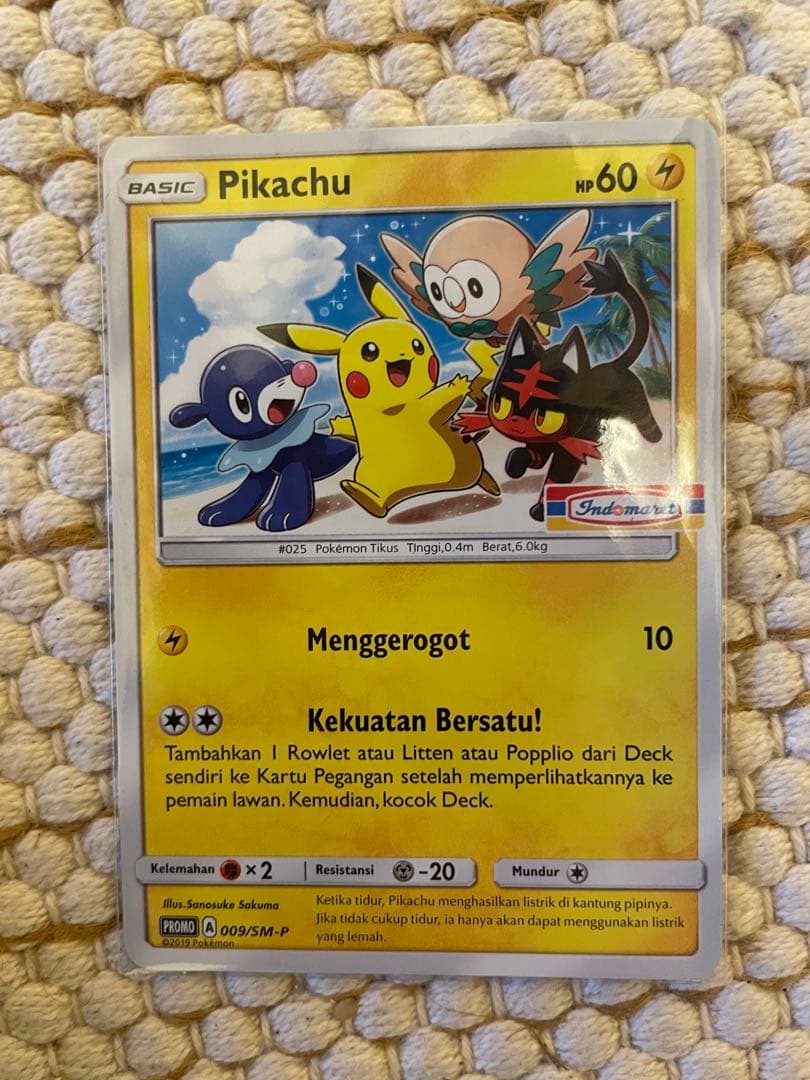 BASIC Pikachu HP60
Indomaret
#025 Pokémon Tikus TInggi,0.4m Berat,6.0kg
Menggerogot 10
Kekuatan Bersatu!
Tambahkan 1 Rowlet atau Litten atau Popplio dari Deck
sendiri ke Kartu Pegangan setelah memperlihatkannya ke
pemain lawan. Kemudian, kocok Deck.
Kelemahan ×2 Resistansi -20 Mundur
Illus.Sanosuke Sakuma
PROMO A 009/SM-P
©2019 Pokémon
Ketika tidur, Pikachu menghasilkan listrik di kantung pipinya.
Jika tidak cukup tidur, ia hanya akan dapat menggunakan listrik
yang lemah.